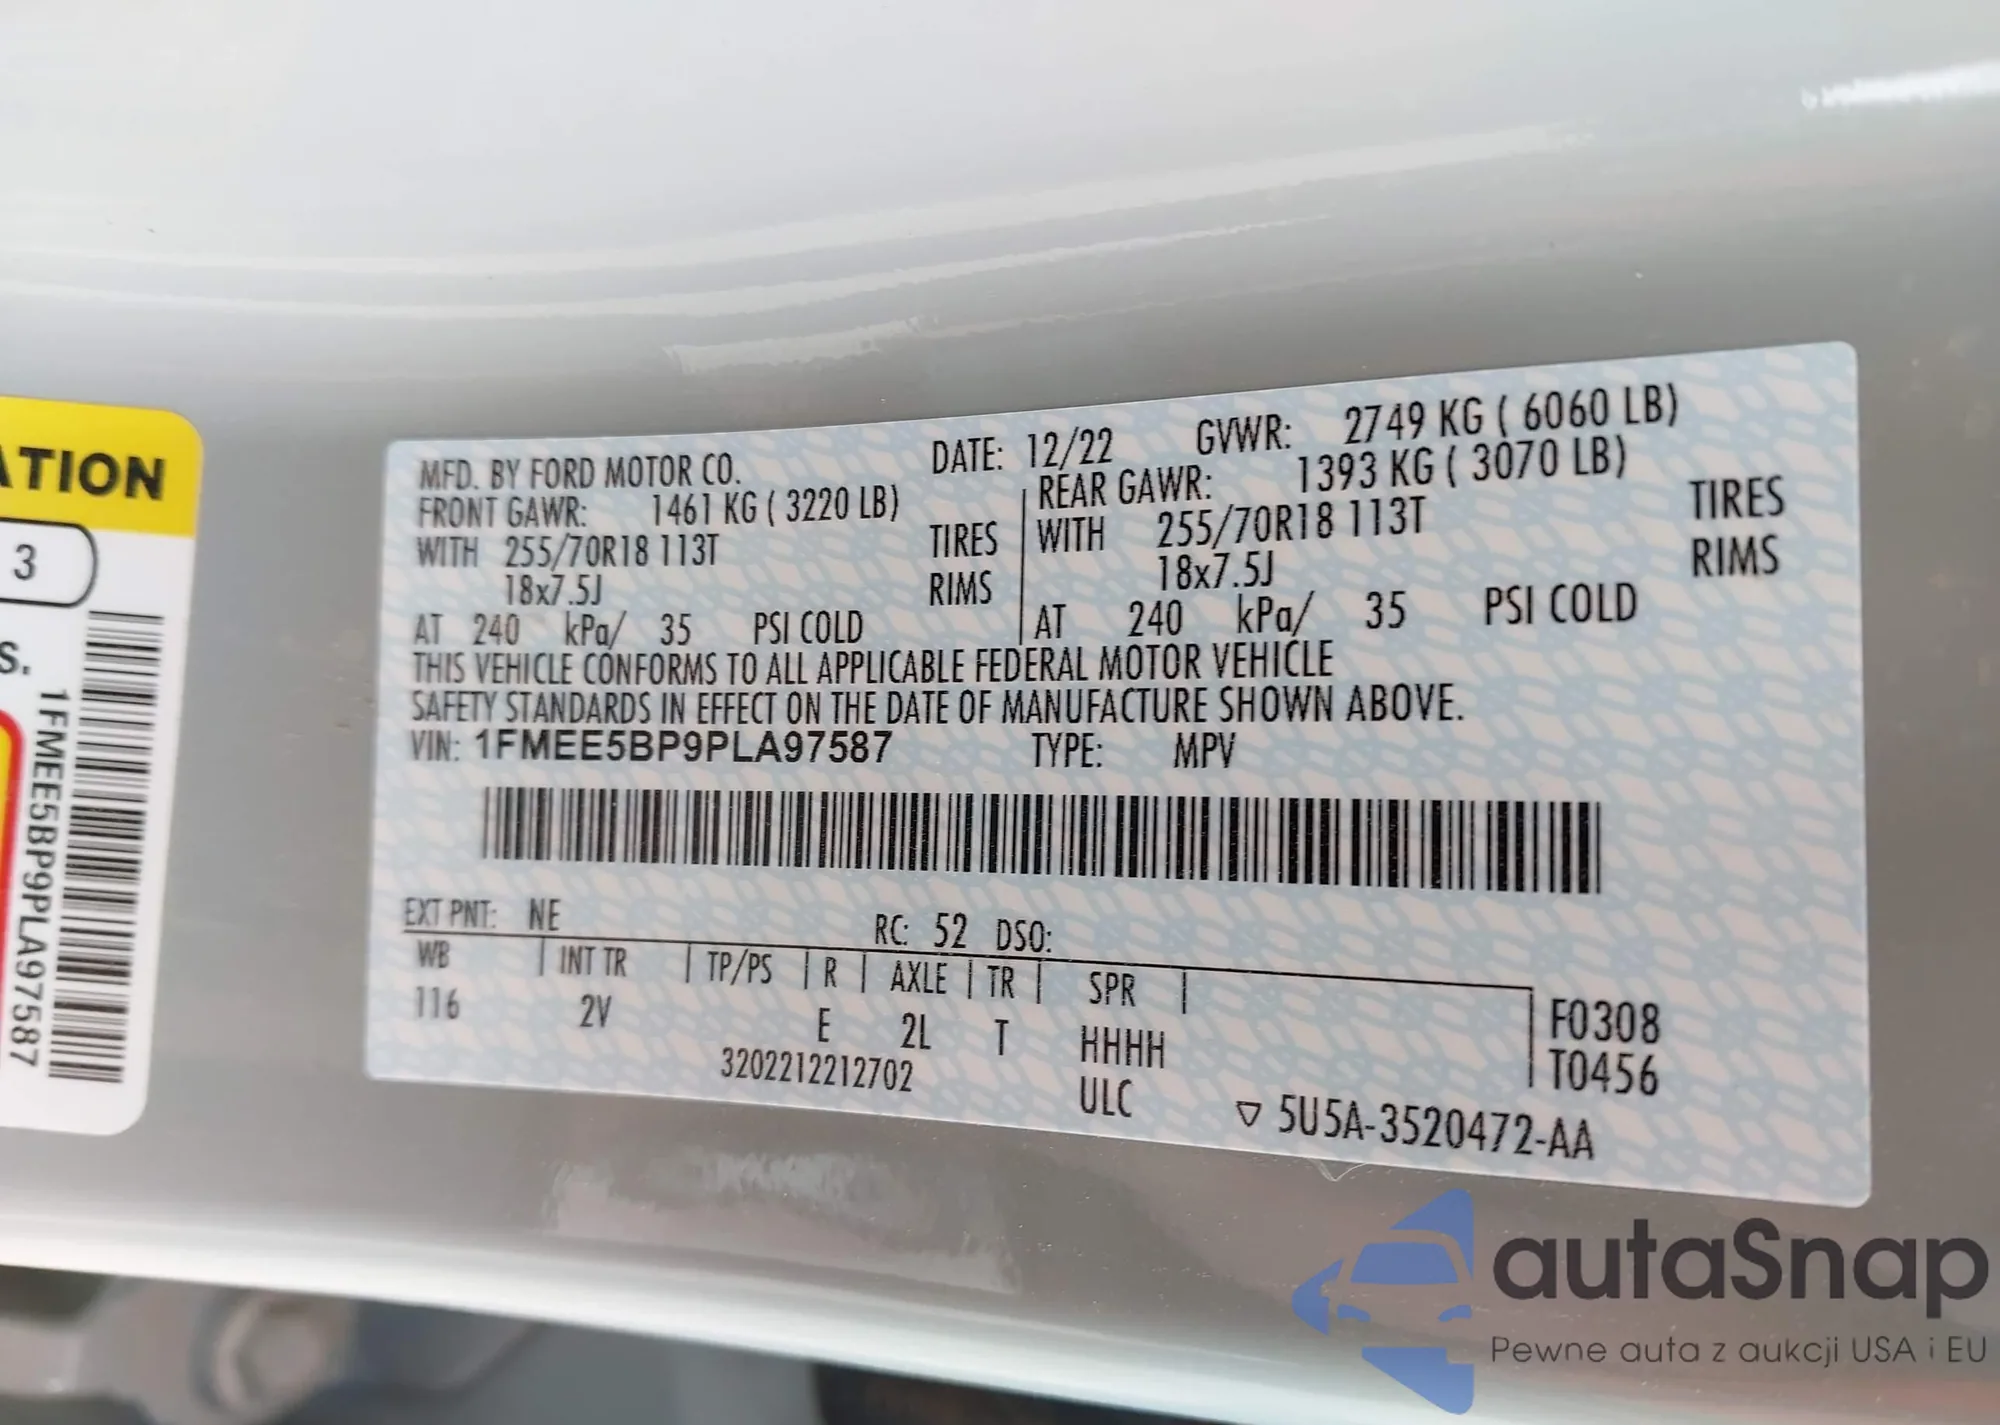 ATION
3
S.
1FMEE5BP9PLA97587
MFD. BY FORD MOTOR CO. DATE: 12/22 GVWR: 2749 KG ( 6060 LB)
FRONT GAWR: 1461 KG ( 3220 LB) REAR GAWR: 1393 KG ( 3070 LB)
WITH 255/70R18 113T TIRES WITH 255/70R18 113T TIRES
18x7.5J RIMS 18x7.5J RIMS
AT 240 kPa/ 35 PSI COLD AT 240 kPa/ 35 PSI COLD
THIS VEHICLE CONFORMS TO ALL APPLICABLE FEDERAL MOTOR VEHICLE
SAFETY STANDARDS IN EFFECT ON THE DATE OF MANUFACTURE SHOWN ABOVE.
VIN: 1FMEE5BP9PLA97587 TYPE: MPV
EXT PNT: NE RC: 52 DSO:
WB INT TR TP/PS R AXLE TR SPR
116 2V E 2L T HHHH F0308
3202212212702 ULC T0456
▽ 5U5A-3520472-AA
autaSnap
Pewne auta z aukcji USA i EU